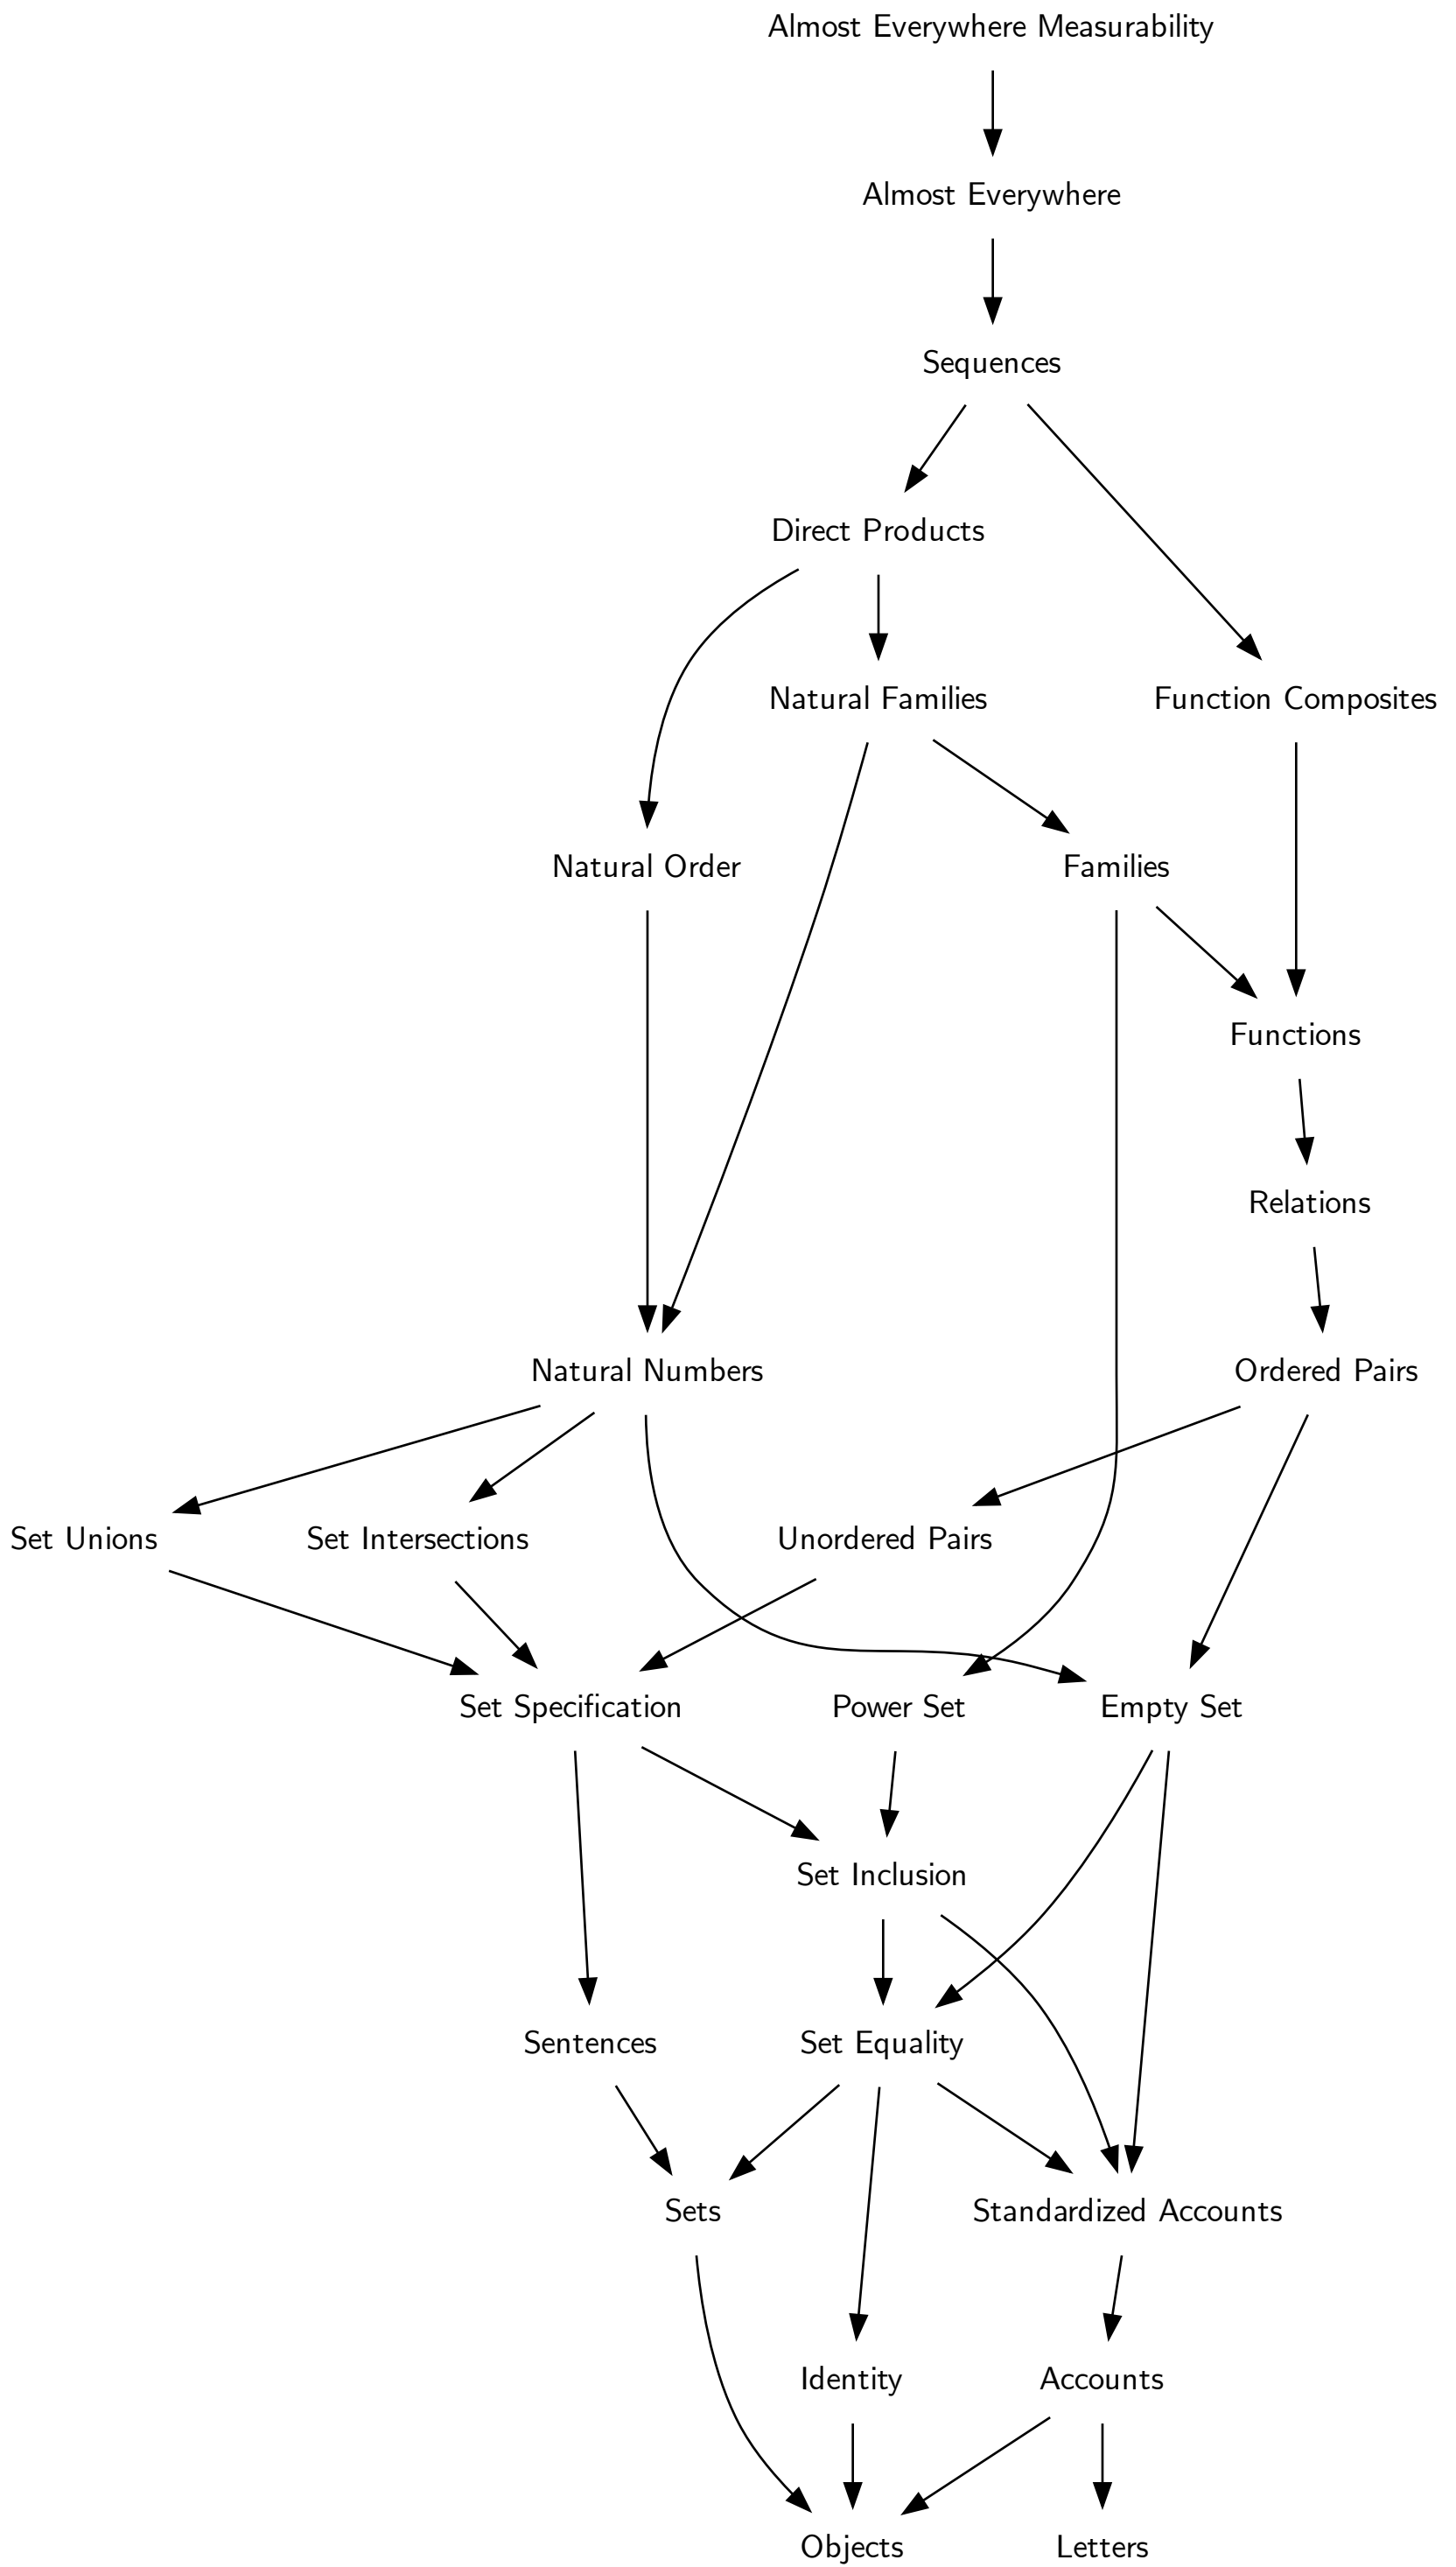 Almost Everywhere Measurability
Almost Everywhere
Sequences
Direct Products
Natural Families
Function Composites
Natural Order
Families
Functions
Relations
Natural Numbers
Ordered Pairs
Set Unions
Set Intersections
Unordered Pairs
Set Specification
Power Set
Empty Set
Set Inclusion
Sentences
Set Equality
Sets
Standardized Accounts
Identity
Accounts
Objects
Letters